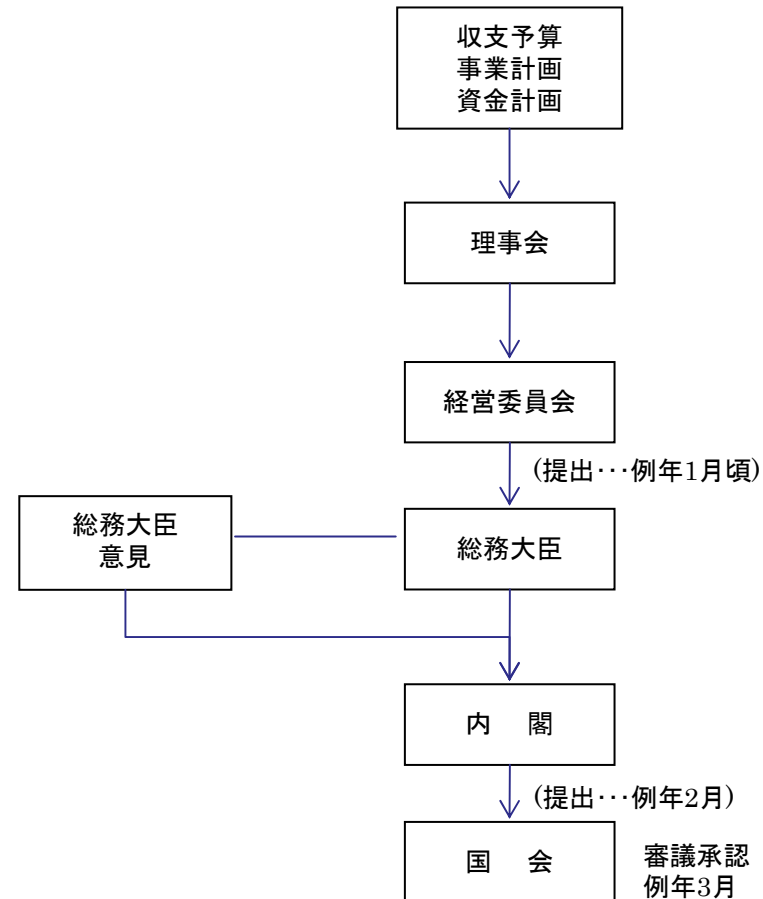 収支予算
事業計画
資金計画
理事会
経営委員会
(提出･･･例年1月頃)
総務大臣
意見
総務大臣
内　閣
(提出･･･例年2月)
国　会
審議承認
例年3月